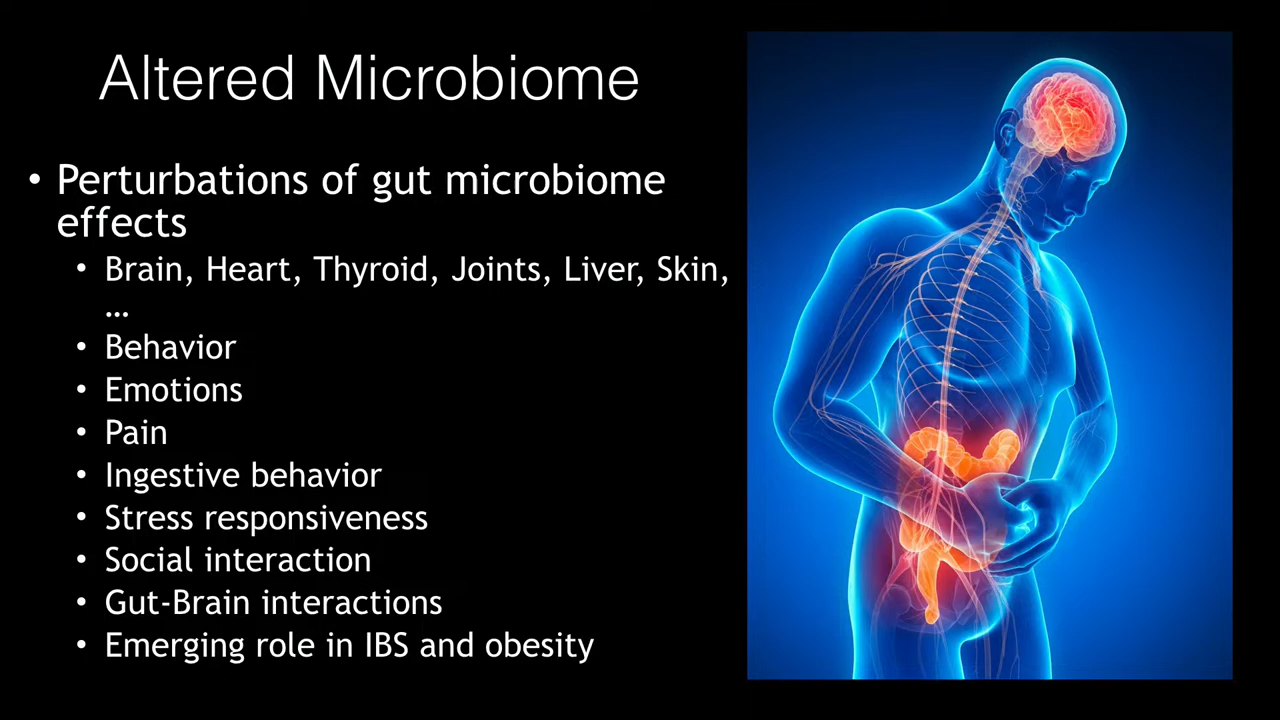 Altered Microbiome
• Perturbations of gut microbiome
effects
• Brain, Heart, Thyroid, Joints, Liver, Skin,
…
• Behavior
• Emotions
• Pain
• Ingestive behavior
• Stress responsiveness
• Social interaction
• Gut-Brain interactions
• Emerging role in IBS and obesity